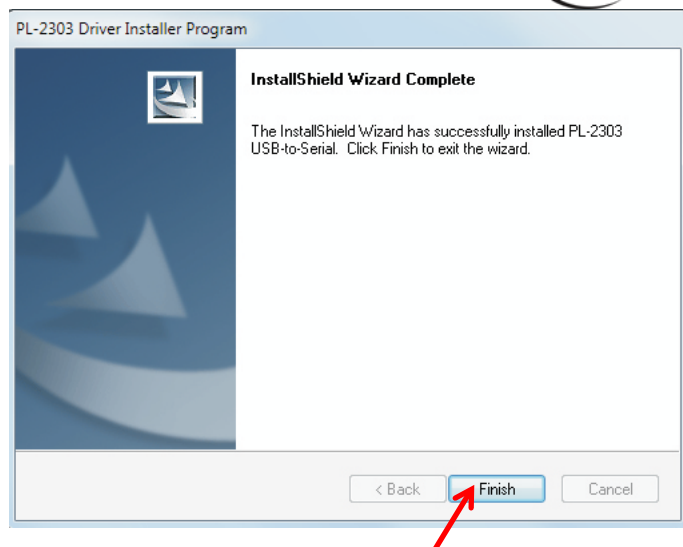 PL-2303 Driver Installer Program
InstallShield Wizard Complete
The InstallShield Wizard has successfully installed PL-2303
USB-to-Serial. Click Finish to exit the wizard.
< Back
Finish
Cancel